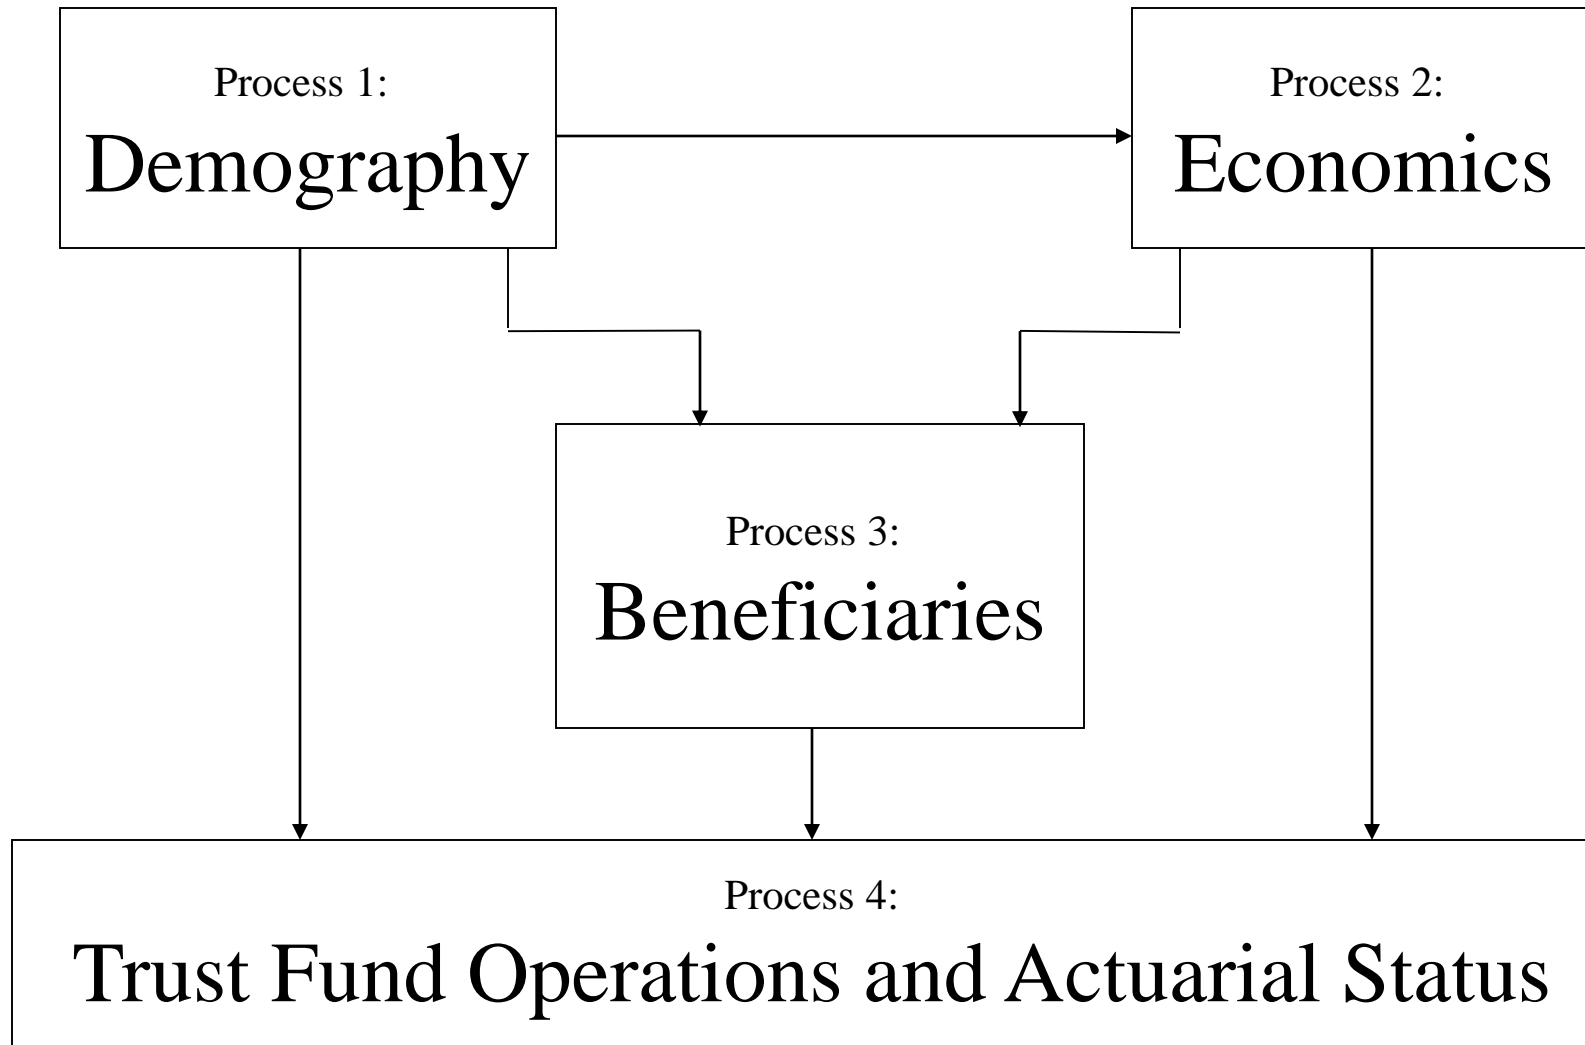 Process 1:
Demography
Process 2:
Economics
Process 3:
Beneficiaries
Process 4:
Trust Fund Operations and Actuarial Status